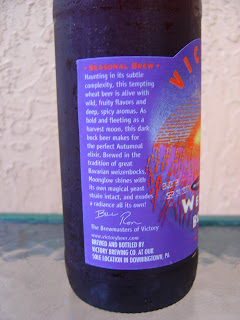 • SEASONAL BREW •
Haunting in its subtle
complexity, this tempting
wheat beer is alive with
wild, fruity flavors and
deep, spicy aromas. As
bold and fleeting as a
harvest moon, this dark
bock beer makes for
the perfect Autumnal
elixir. Brewed in the
tradition of great
Bavarian weizenbocks
Moonglow shines with
its own magical yeast
strain intact, and exudes
a radiance all its own!
Bill Ron
The Brewmasters of Victory
www.victorybeer.com
BREWED AND BOTTLED BY
VICTORY BREWING CO. AT OUR
SOLE LOCATION IN DOWNINGTOWN, PA
VIC
WE